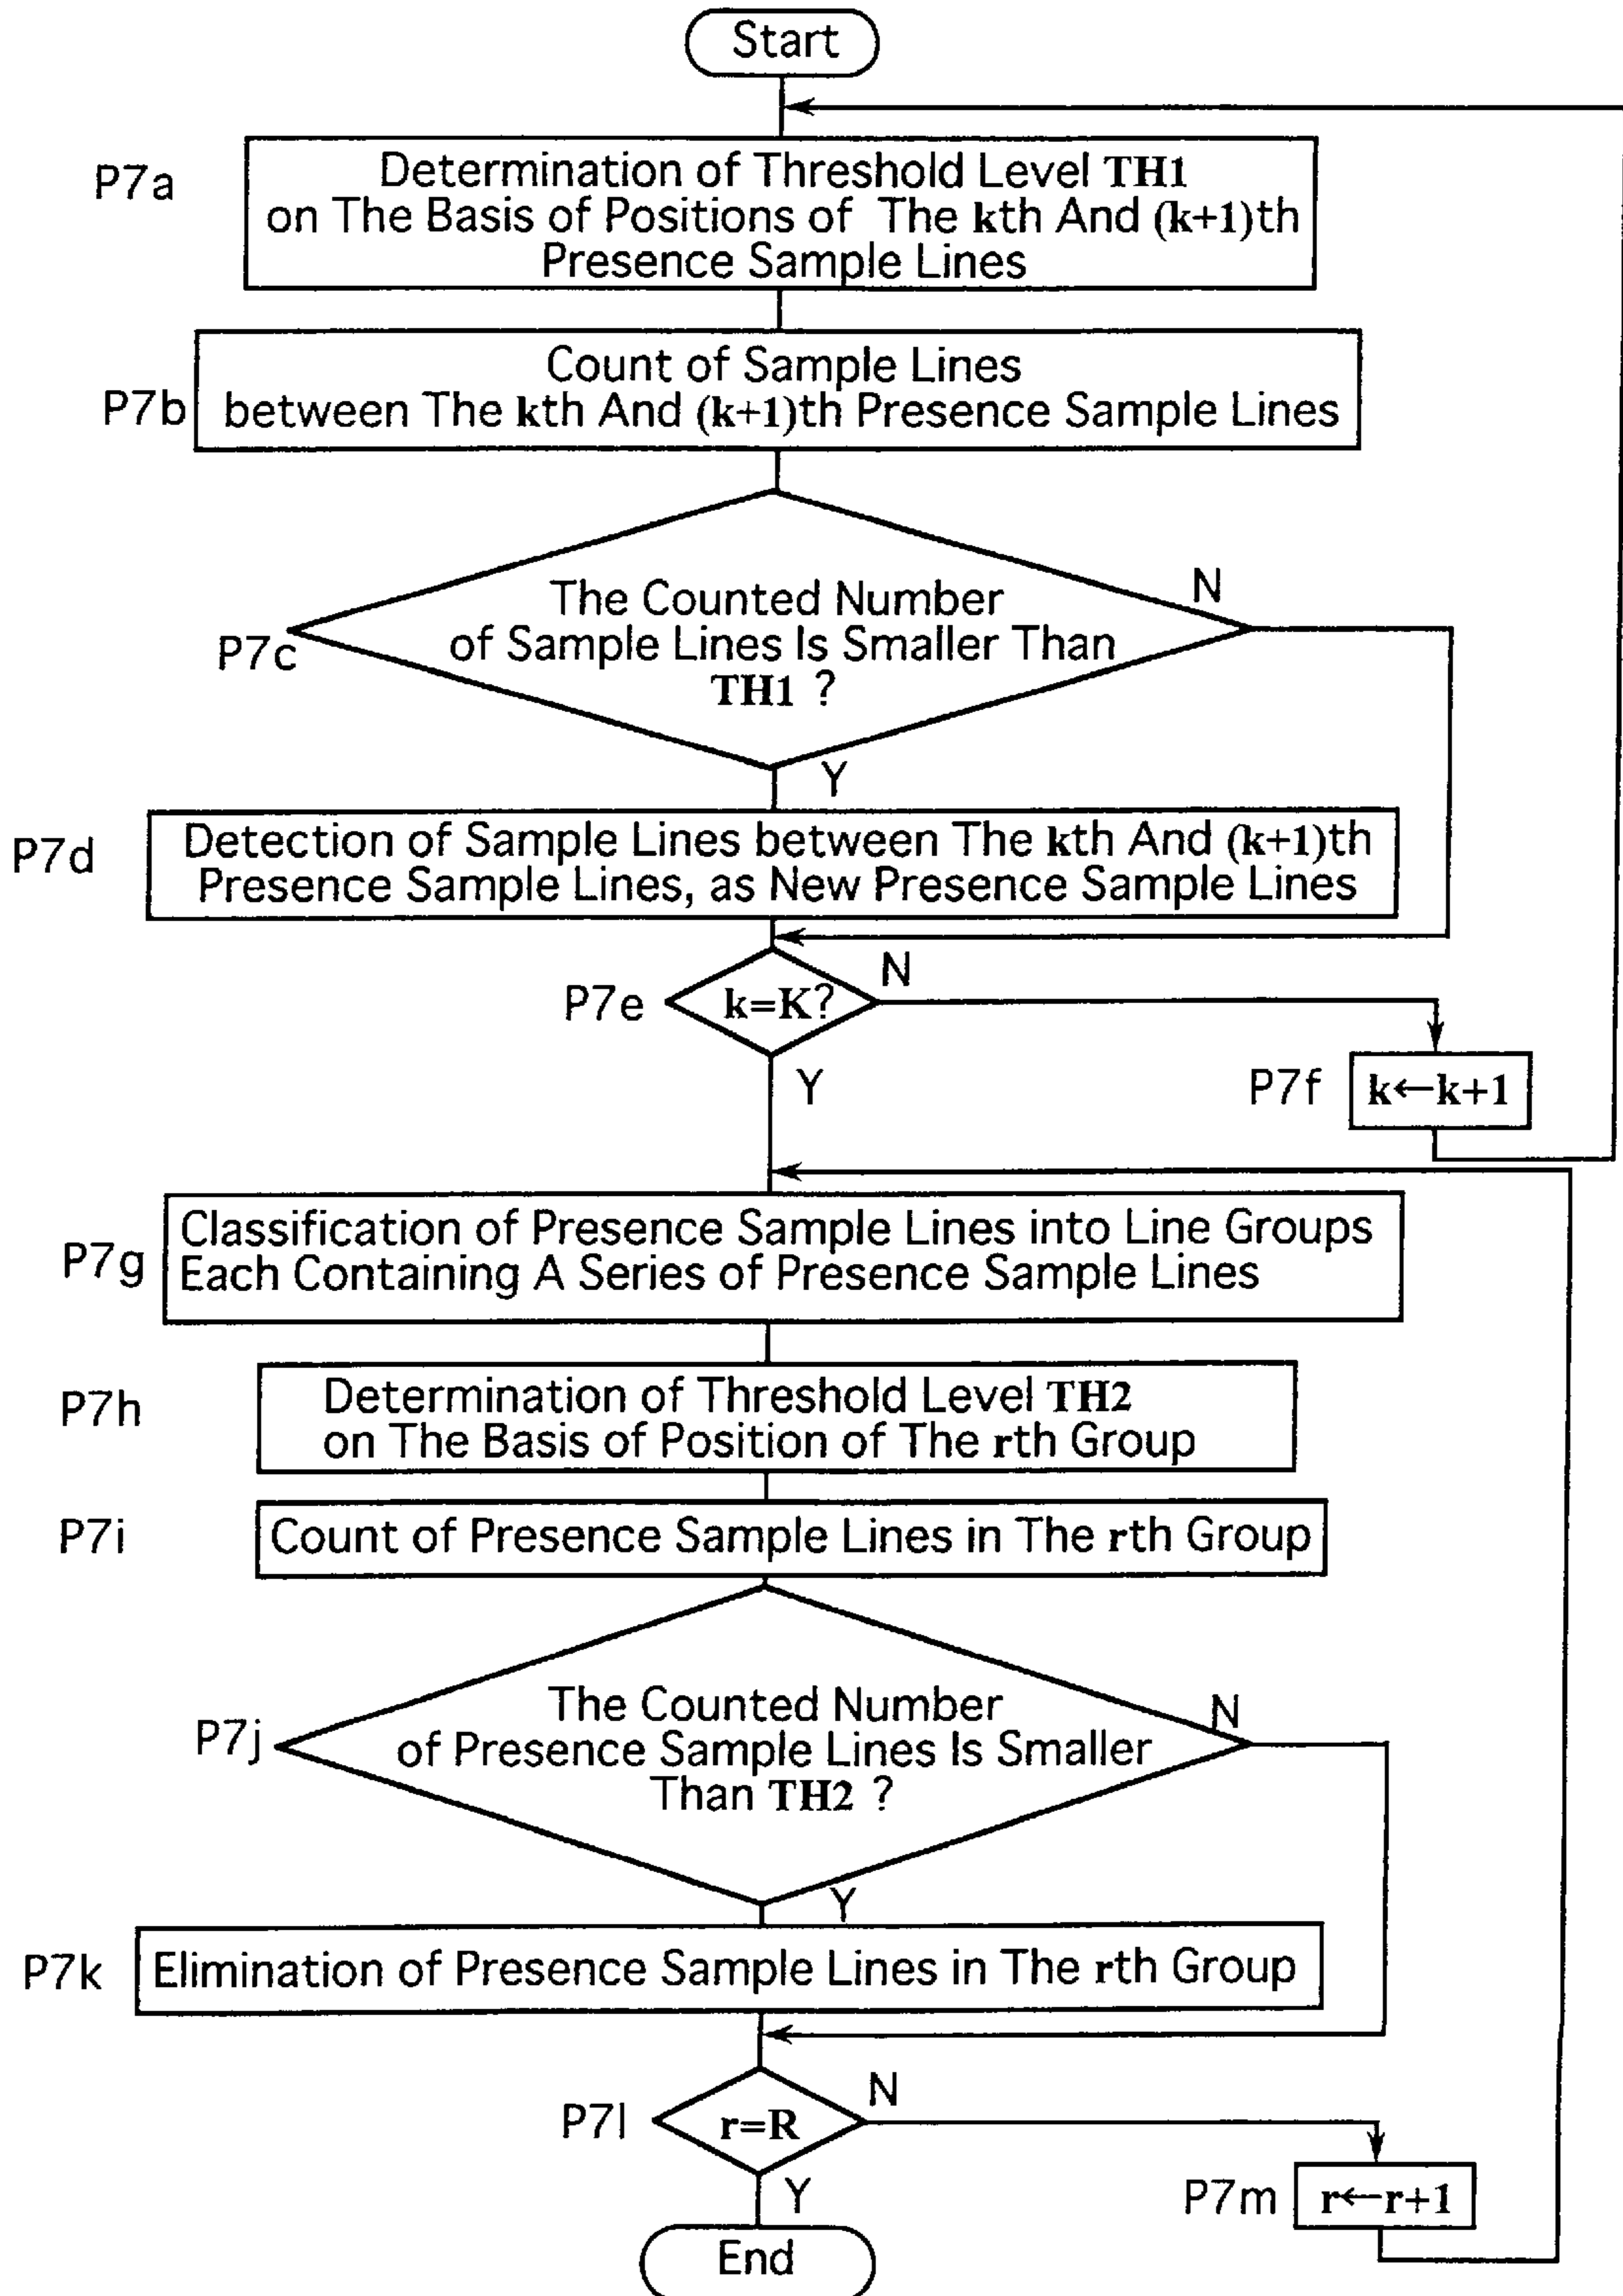 Start
P7a
Determination of Threshold Level TH1
on The Basis of Positions of The kth And (k+1)th
Presence Sample Lines
P7b
Count of Sample Lines
between The kth And (k+1)th Presence Sample Lines
P7c
The Counted Number
of Sample Lines Is Smaller Than
TH1 ?
N
Y
P7d
Detection of Sample Lines between The kth And (k+1)th
Presence Sample Lines, as New Presence Sample Lines
P7e
k=K?
N
Y
P7f
k←k+1
P7g
Classification of Presence Sample Lines into Line Groups
Each Containing A Series of Presence Sample Lines
P7h
Determination of Threshold Level TH2
on The Basis of Position of The rth Group
P7i
Count of Presence Sample Lines in The rth Group
P7j
The Counted Number
of Presence Sample Lines Is Smaller
Than TH2 ?
N
Y
P7k
Elimination of Presence Sample Lines in The rth Group
P7l
r=R
N
Y
P7m
r←r+1
End